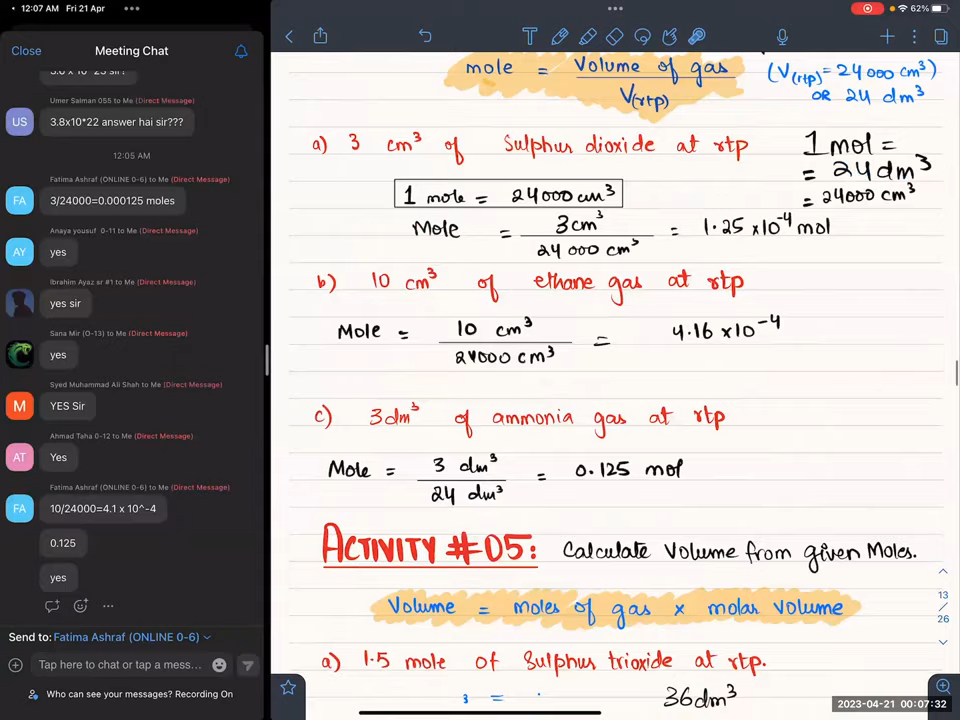 12:07 AM Fri 21 Apr
62%
Close
Meeting Chat
Umer Salman 055 to Me (Direct Message)
US
3.8x10*22 answer hai sir???
12:05 AM
Fatima Ashraf (ONLINE 0-6) to Me (Direct Message)
FA
3/24000=0.000125 moles
Anaya yousuf 0-11 to Me (Direct Message)
AY
yes
Ibrahim Ayaz ar #1 to Me (Direct Message)
yes sir
Sana Mir (O-13) to Me (Direct Message)
yes
Syed Muhammad Ali Shah to Me (Direct Message)
M
YES Sir
Ahmad Taha 0-12 to Me (Direct Message)
AT
Yes
Fatima Ashraf (ONLINE 0-6) to Me (Direct Message)
FA
10/24000=4.1 x 10^-4
0.125
yes
Send to: Fatima Ashraf (ONLINE 0-6)
Tap here to chat or tap a mess...
Who can see your messages? Recording On
mole = Volume of gas
V(rtp)
(V(rtp) = 24 000 cm³)
OR 24 dm³
a) 3 cm³ of Sulphur dioxide at rtp
1 mol =
= 24 dm³
= 24000 cm³
1 mole = 24000 cm³
Mole = 3cm³
24 000 cm³
= 1.25 x10⁻⁴ mol
b) 10 cm³ of ethane gas at rtp
Mole = 10 cm³
24000 cm³
= 4.16 x10⁻⁴
c) 3dm³ of ammonia gas at rtp
Mole = 3 dm³
24 dm³
= 0.125 mol
ACTIVITY #05: Calculate Volume from given Moles.
Volume = moles of gas x molar volume
a) 1.5 mole of Sulphur trioxide at rtp.
36dm³
13
/
26
2023-04-21 00:07:32